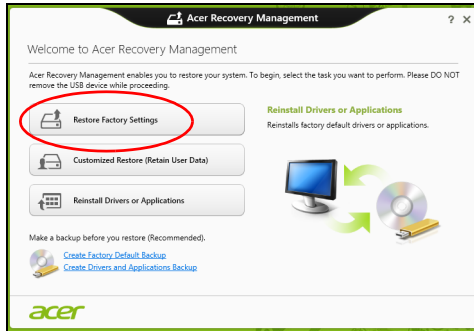 Acer Recovery Management
? X
Welcome to Acer Recovery Management
Acer Recovery Management enables you to restore your system. To begin, select the task you want to perform. Please DO NOT
remove the USB device while proceeding.
Restore Factory Settings
Customized Restore (Retain User Data)
Reinstall Drivers or Applications
Reinstall Drivers or Applications
Reinstalls factory default drivers or applications.
Make a backup before you restore (Recommended).
Create Factory Default Backup
Create Drivers and Applications Backup
acer